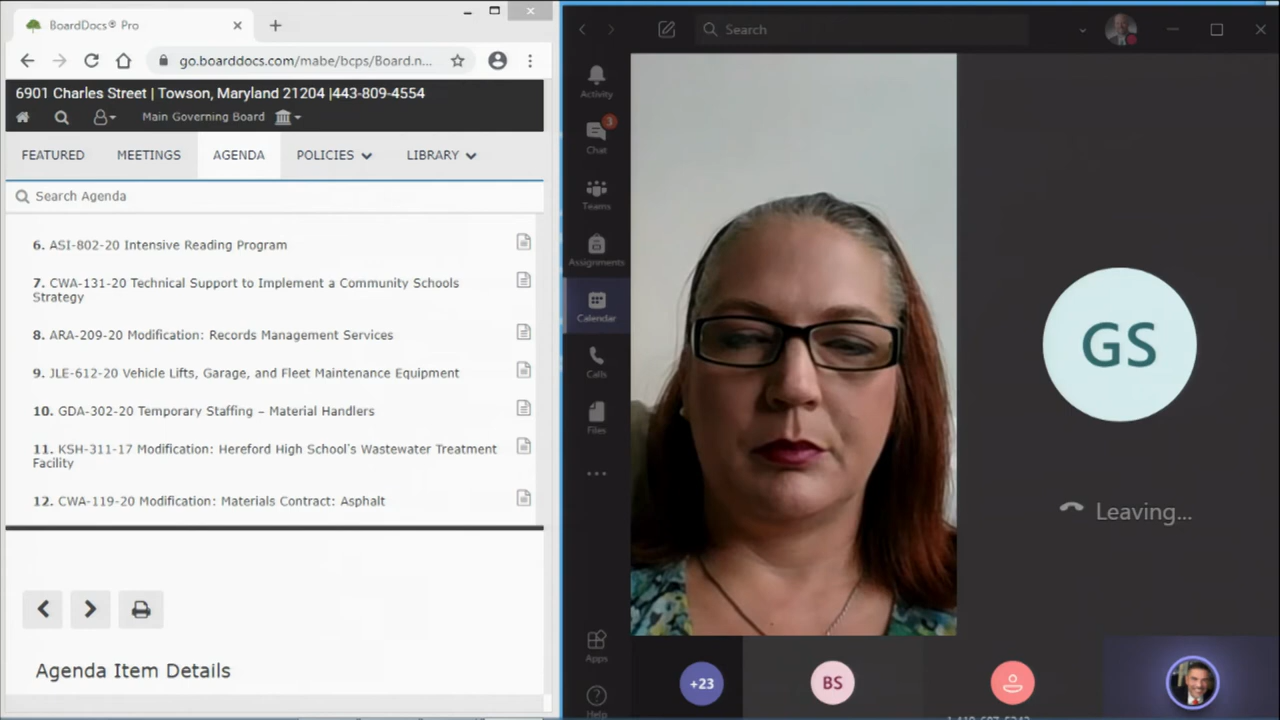 BoardDocs® Pro
go.boarddocs.com/mabe/bcps/Board.n...
6901 Charles Street | Towson, Maryland 21204 |443-809-4554
Main Governing Board
FEATURED
MEETINGS
AGENDA
POLICIES
LIBRARY
Search Agenda
6. ASI-802-20 Intensive Reading Program
7. CWA-131-20 Technical Support to Implement a Community Schools
Strategy
8. ARA-209-20 Modification: Records Management Services
9. JLE-612-20 Vehicle Lifts, Garage, and Fleet Maintenance Equipment
10. GDA-302-20 Temporary Staffing – Material Handlers
11. KSH-311-17 Modification: Hereford High School's Wastewater Treatment
Facility
12. CWA-119-20 Modification: Materials Contract: Asphalt
Agenda Item Details
Search
Activity
3
Chat
Teams
Assignments
Calendar
Calls
Files
Apps
Help
GS
Leaving...
+23
BS